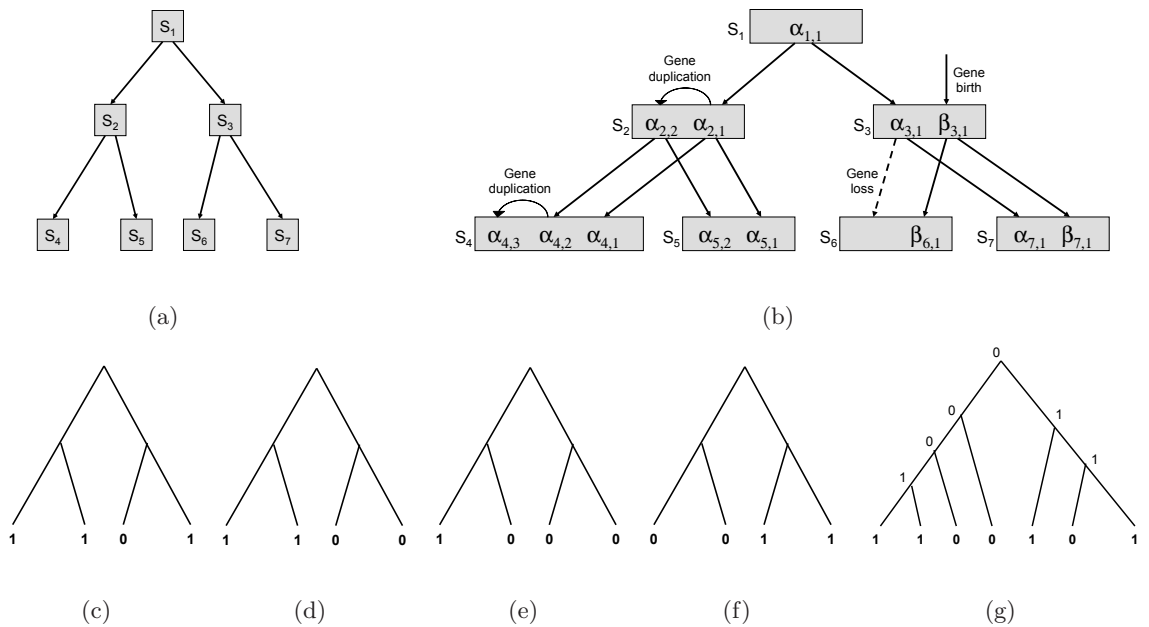 S1
S2
S3
S4
S5
S6
S7
(a)
S1
α1,1
Gene
duplication
Gene
birth
S2
α2,2 α2,1
S3
α3,1 β3,1
Gene
duplication
Gene
loss
S4
α4,3 α4,2 α4,1
S5
α5,2 α5,1
S6
β6,1
S7
α7,1 β7,1
(b)
1 1 0 1
(c)
1 1 0 0
(d)
1 0 0 0
(e)
0 0 1 1
(f)
0
0
1
0
1
1
1 1 0 0 1 0 1
(g)